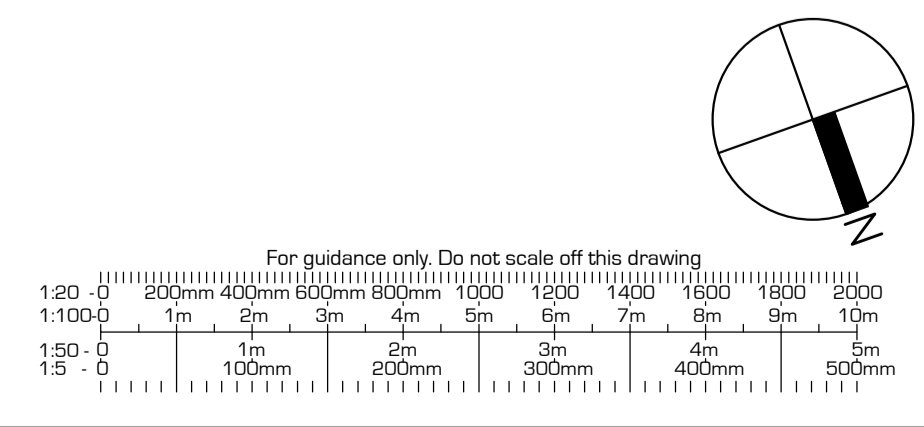 N
For guidance only. Do not scale off this drawing
1:20 - 0 200mm 400mm 600mm 800mm 1000 1200 1400 1600 1800 2000
1:100-0 1m 2m 3m 4m 5m 6m 7m 8m 9m 10m
1:50 - 0 1m 2m 3m 4m 5m
1:5 - 0 100mm 200mm 300mm 400mm 500mm